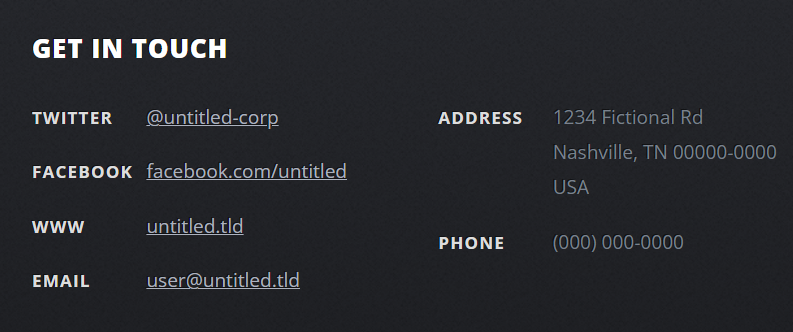 GET IN TOUCH
TWITTER @untitled-corp
FACEBOOK facebook.com/untitled
WWW untitled.tld
EMAIL user@untitled.tld
ADDRESS 1234 Fictional Rd
Nashville, TN 00000-0000
USA
PHONE (000) 000-0000